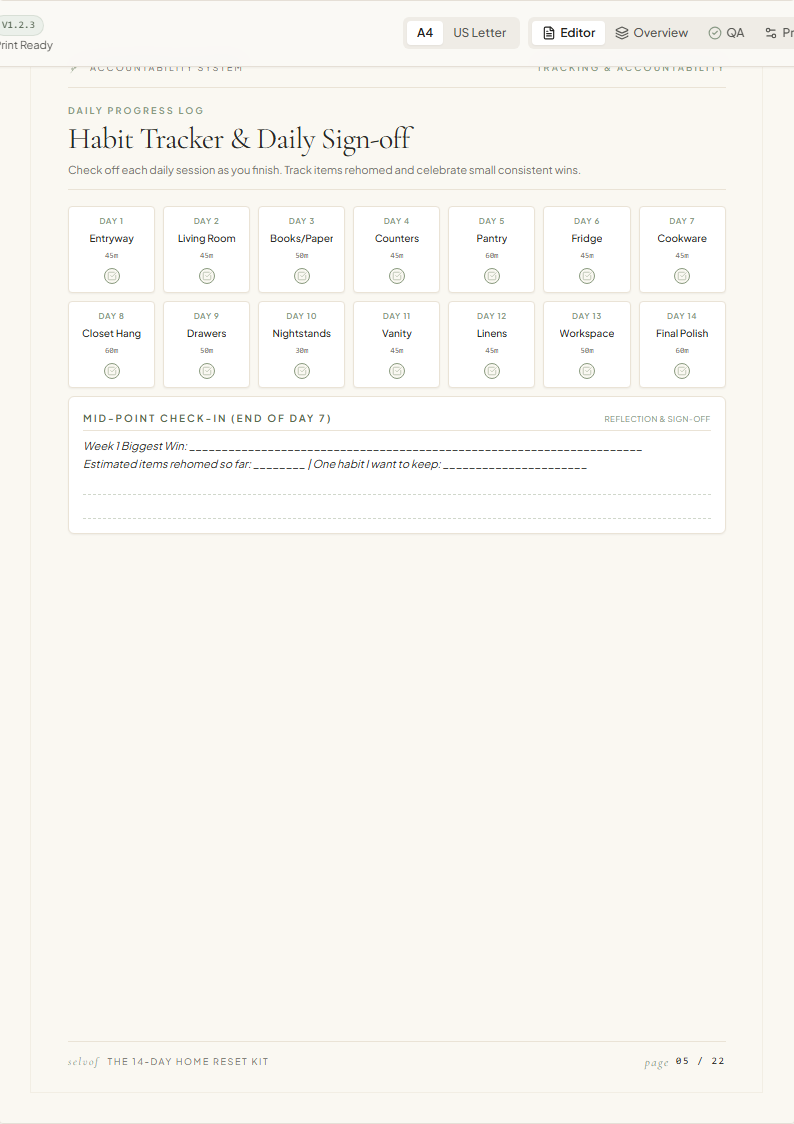 V1.2.3
Print Ready
A4 US Letter Editor Overview QA Pr
ACCOUNTABILITY SYSTEM TRACKING & ACCOUNTABILITY
DAILY PROGRESS LOG
Habit Tracker & Daily Sign-off
Check off each daily session as you finish. Track items rehomed and celebrate small consistent wins.
DAY 1 DAY 2 DAY 3 DAY 4 DAY 5 DAY 6 DAY 7
Entryway Living Room Books/Paper Counters Pantry Fridge Cookware
45m 45m 50m 45m 60m 45m 45m
DAY 8 DAY 9 DAY 10 DAY 11 DAY 12 DAY 13 DAY 14
Closet Hang Drawers Nightstands Vanity Linens Workspace Final Polish
60m 50m 30m 45m 45m 50m 60m
MID-POINT CHECK-IN (END OF DAY 7) REFLECTION & SIGN-OFF
Week 1 Biggest Win: ______________________________________________________________________
Estimated items rehomed so far: ________ | One habit I want to keep: ______________________
selvof THE 14-DAY HOME RESET KIT page 05 / 22